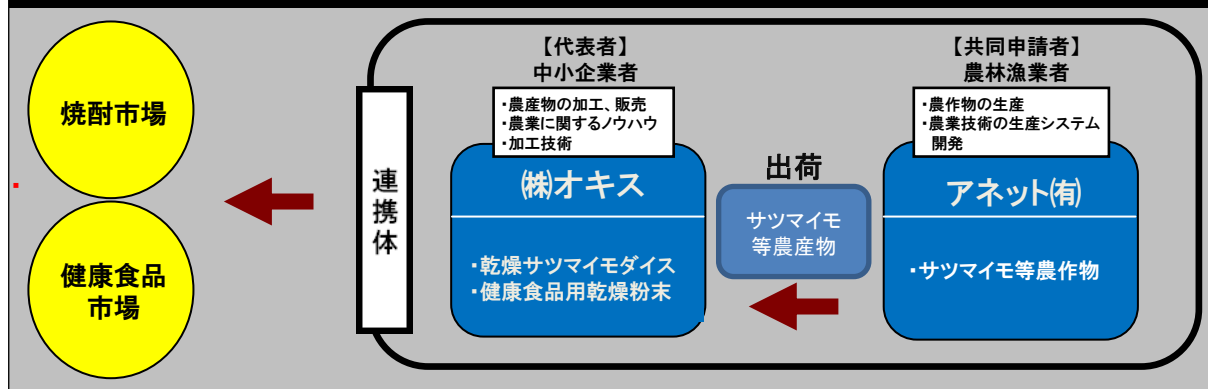 焼酎市場
健康食品
市場
連携体
【代表者】
中小企業者
・農産物の加工、販売
・農業に関するノウハウ
・加工技術
㈱オキス
・乾燥サツマイモダイス
・健康食品用乾燥粉末
出荷
サツマイモ
等農産物
【共同申請者】
農林漁業者
・農作物の生産
・農業技術の生産システム
開発
アネット㈲
・サツマイモ等農作物